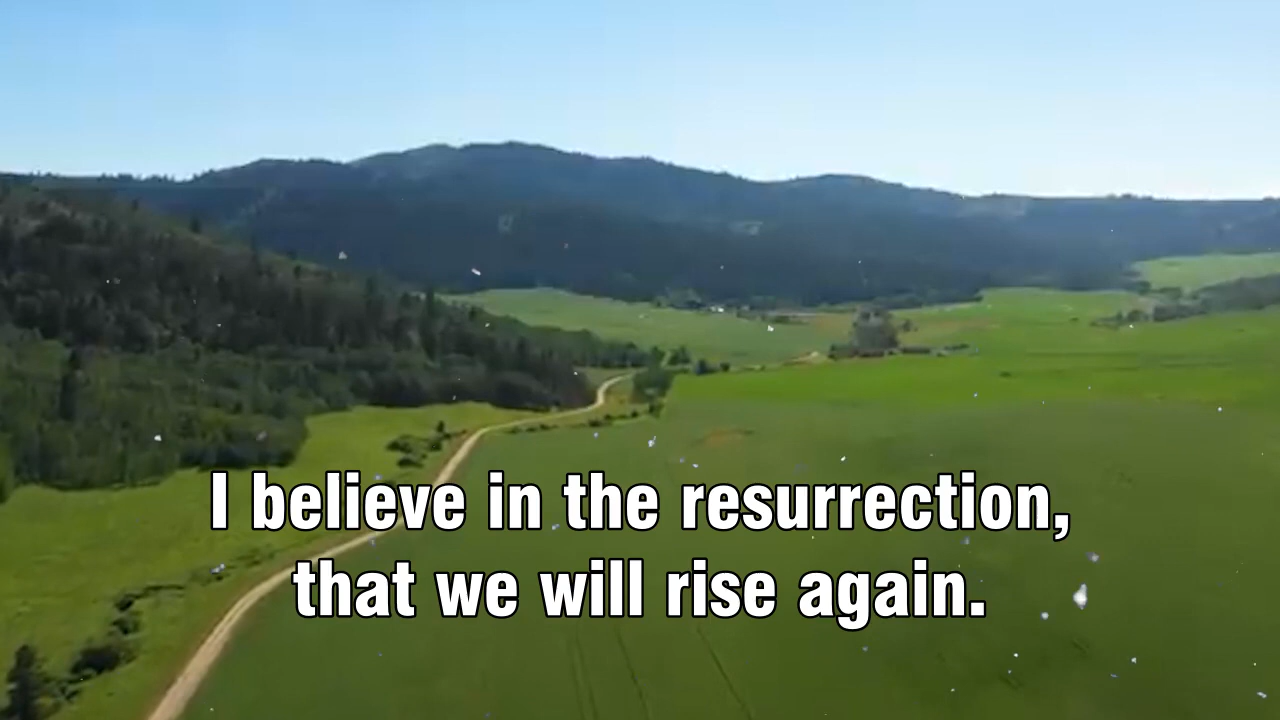 I believe in the resurrection,
that we will rise again.